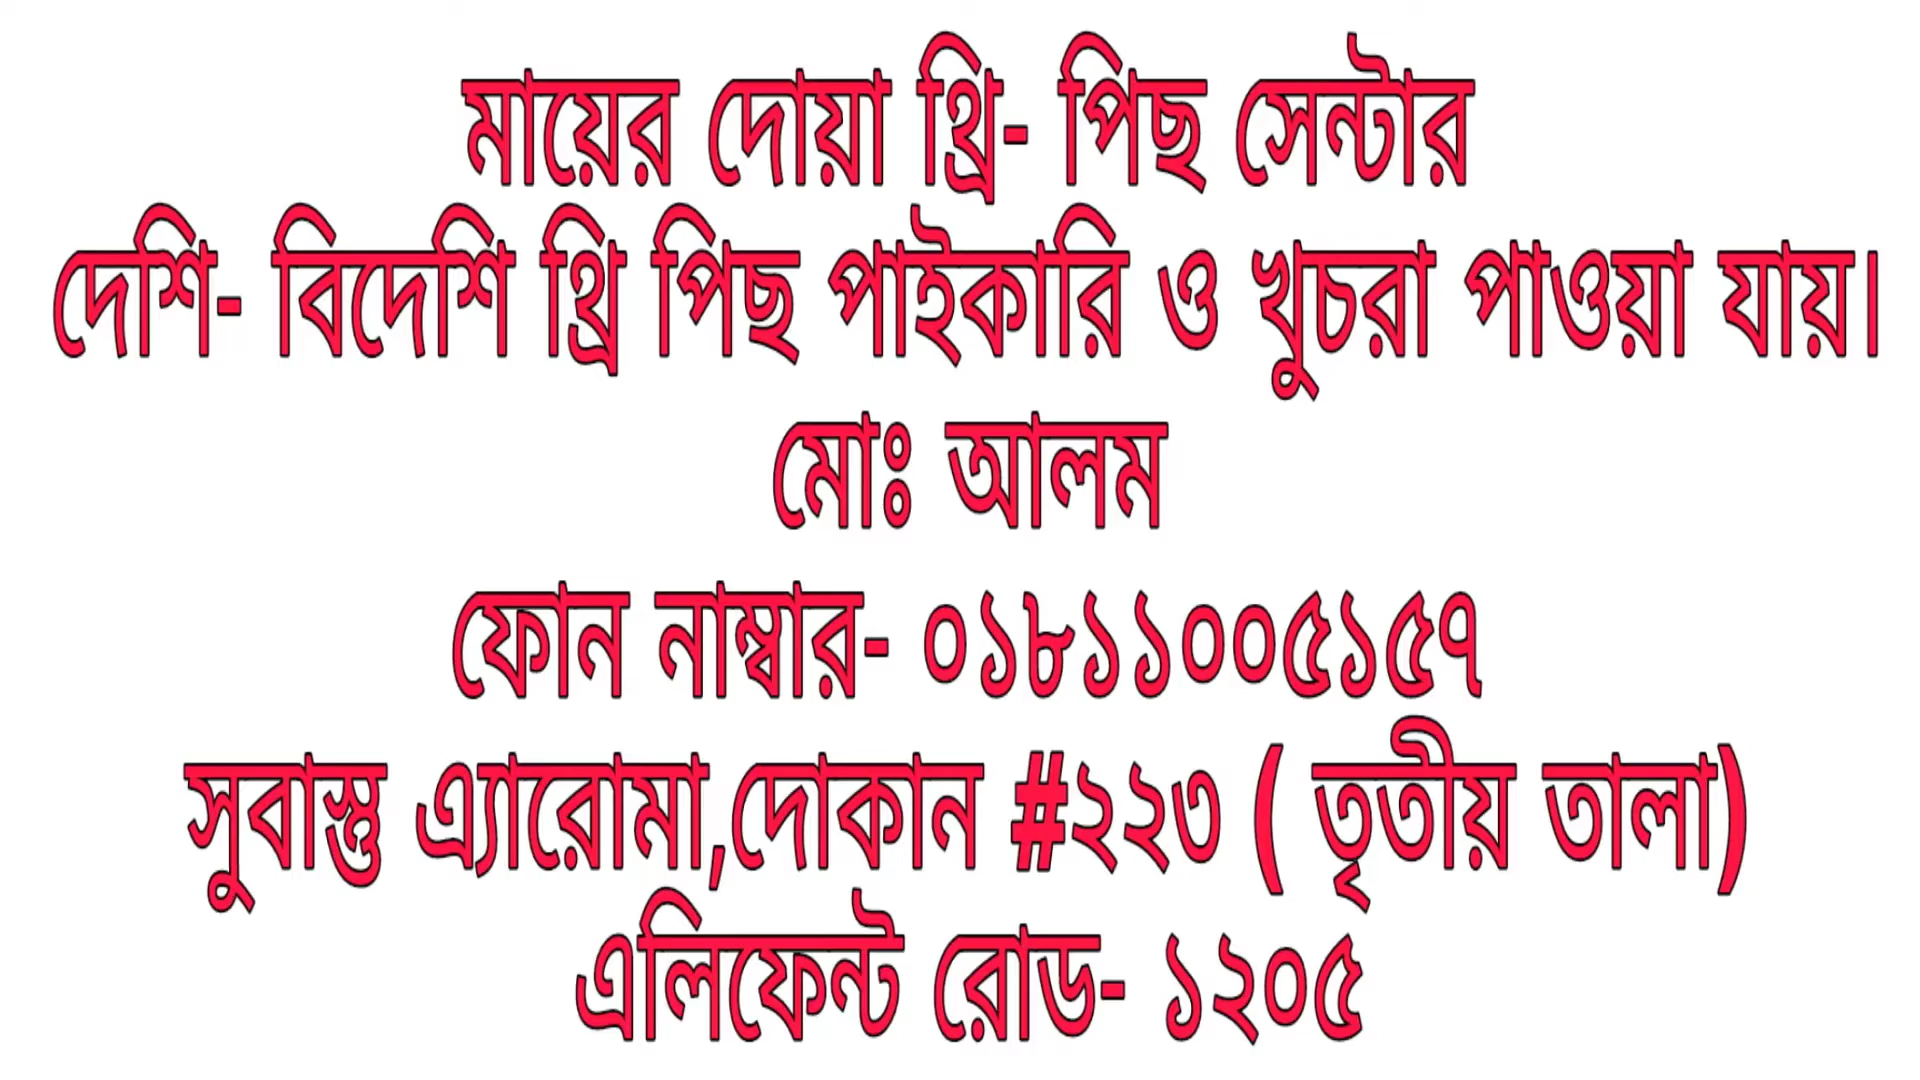 মায়ের দোয়া থ্রি- পিছ সেন্টার
দেশি- বিদেশি থ্রি পিছ পাইকারি ও খুচরা পাওয়া যায়।
মোঃ আলম
ফোন নাম্বার- ০১৮১১০০৫১৫৭
সুবাস্তু এ্যারোমা,দোকান #২২৩ ( তৃতীয় তালা)
এলিফেন্ট রোড- ১২০৫